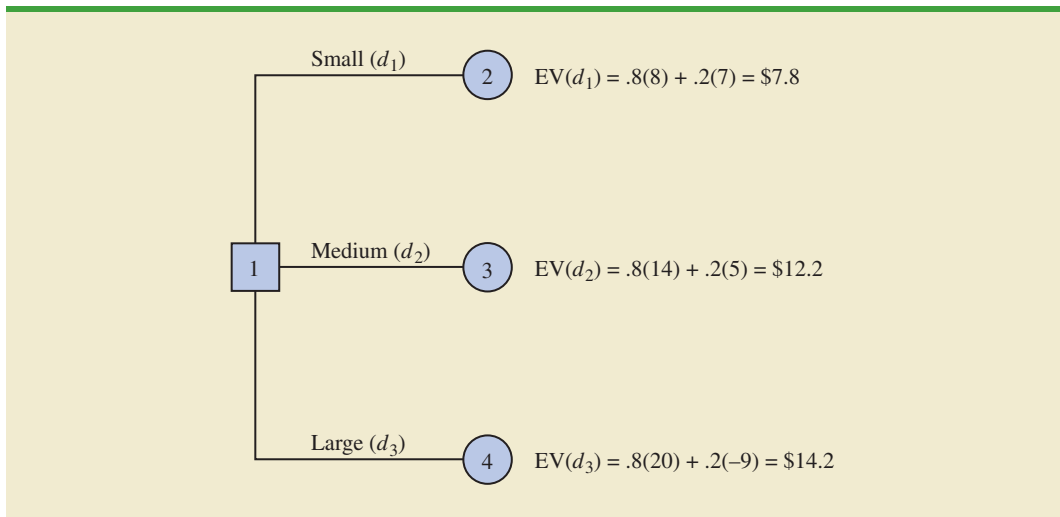 Small (d₁)
2 EV(d₁) = .8(8) + .2(7) = $7.8
Medium (d₂)
1
3 EV(d₂) = .8(14) + .2(5) = $12.2
Large (d₃)
4 EV(d₃) = .8(20) + .2(–9) = $14.2